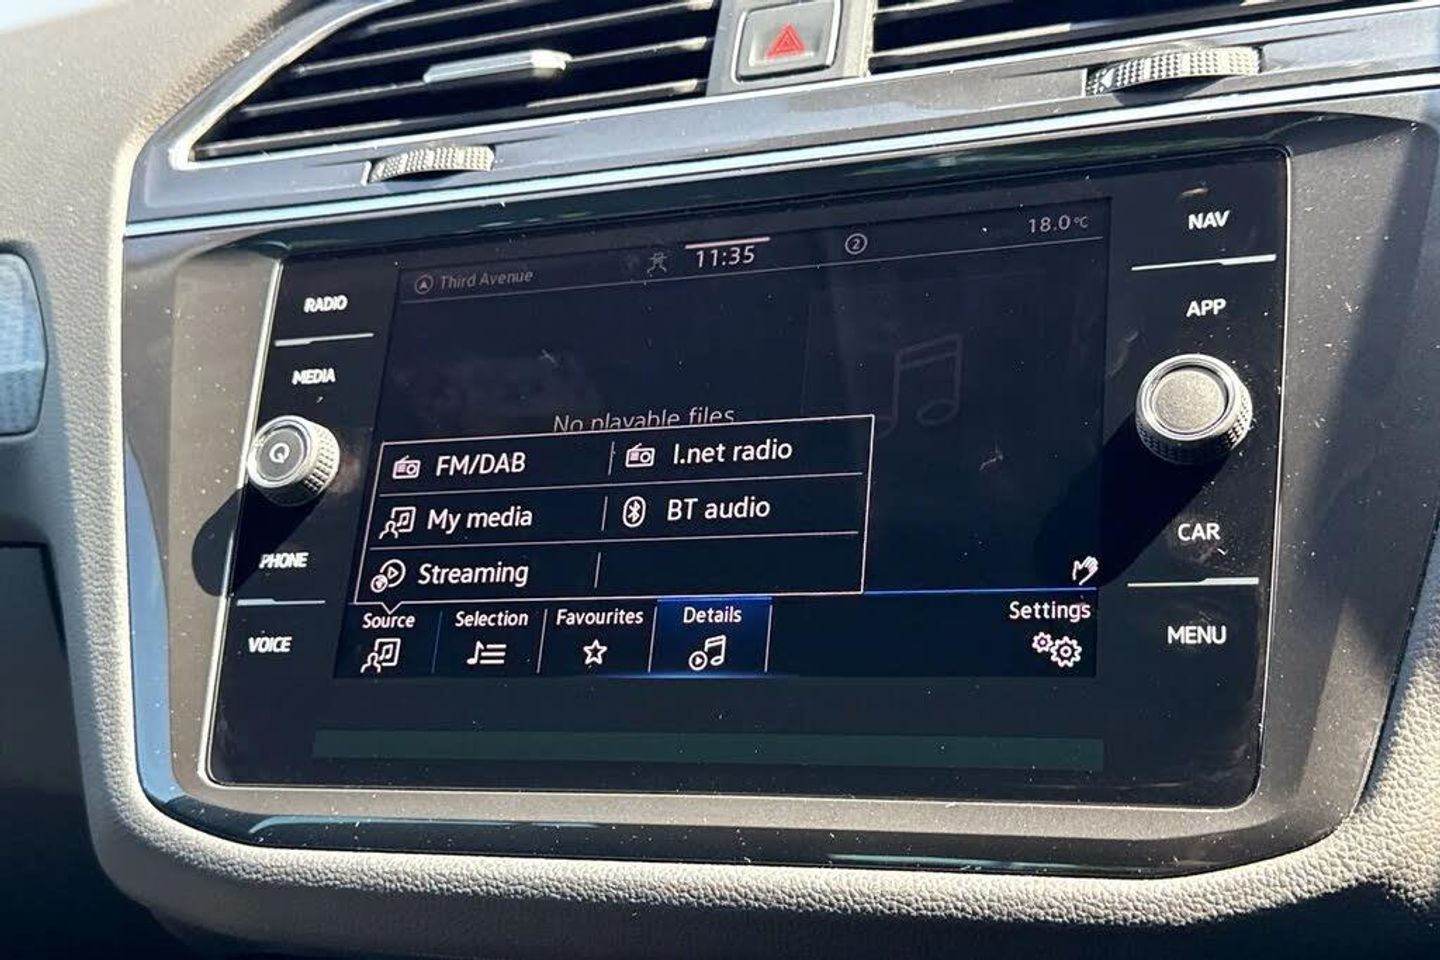 Third Avenue
11:35
2
18.0°C
NAV
RADIO
APP
MEDIA
No playable files
FM/DAB
I.net radio
My media
BT audio
Streaming
PHONE
CAR
Source
Selection
Favourites
Details
Settings
VOICE
MENU